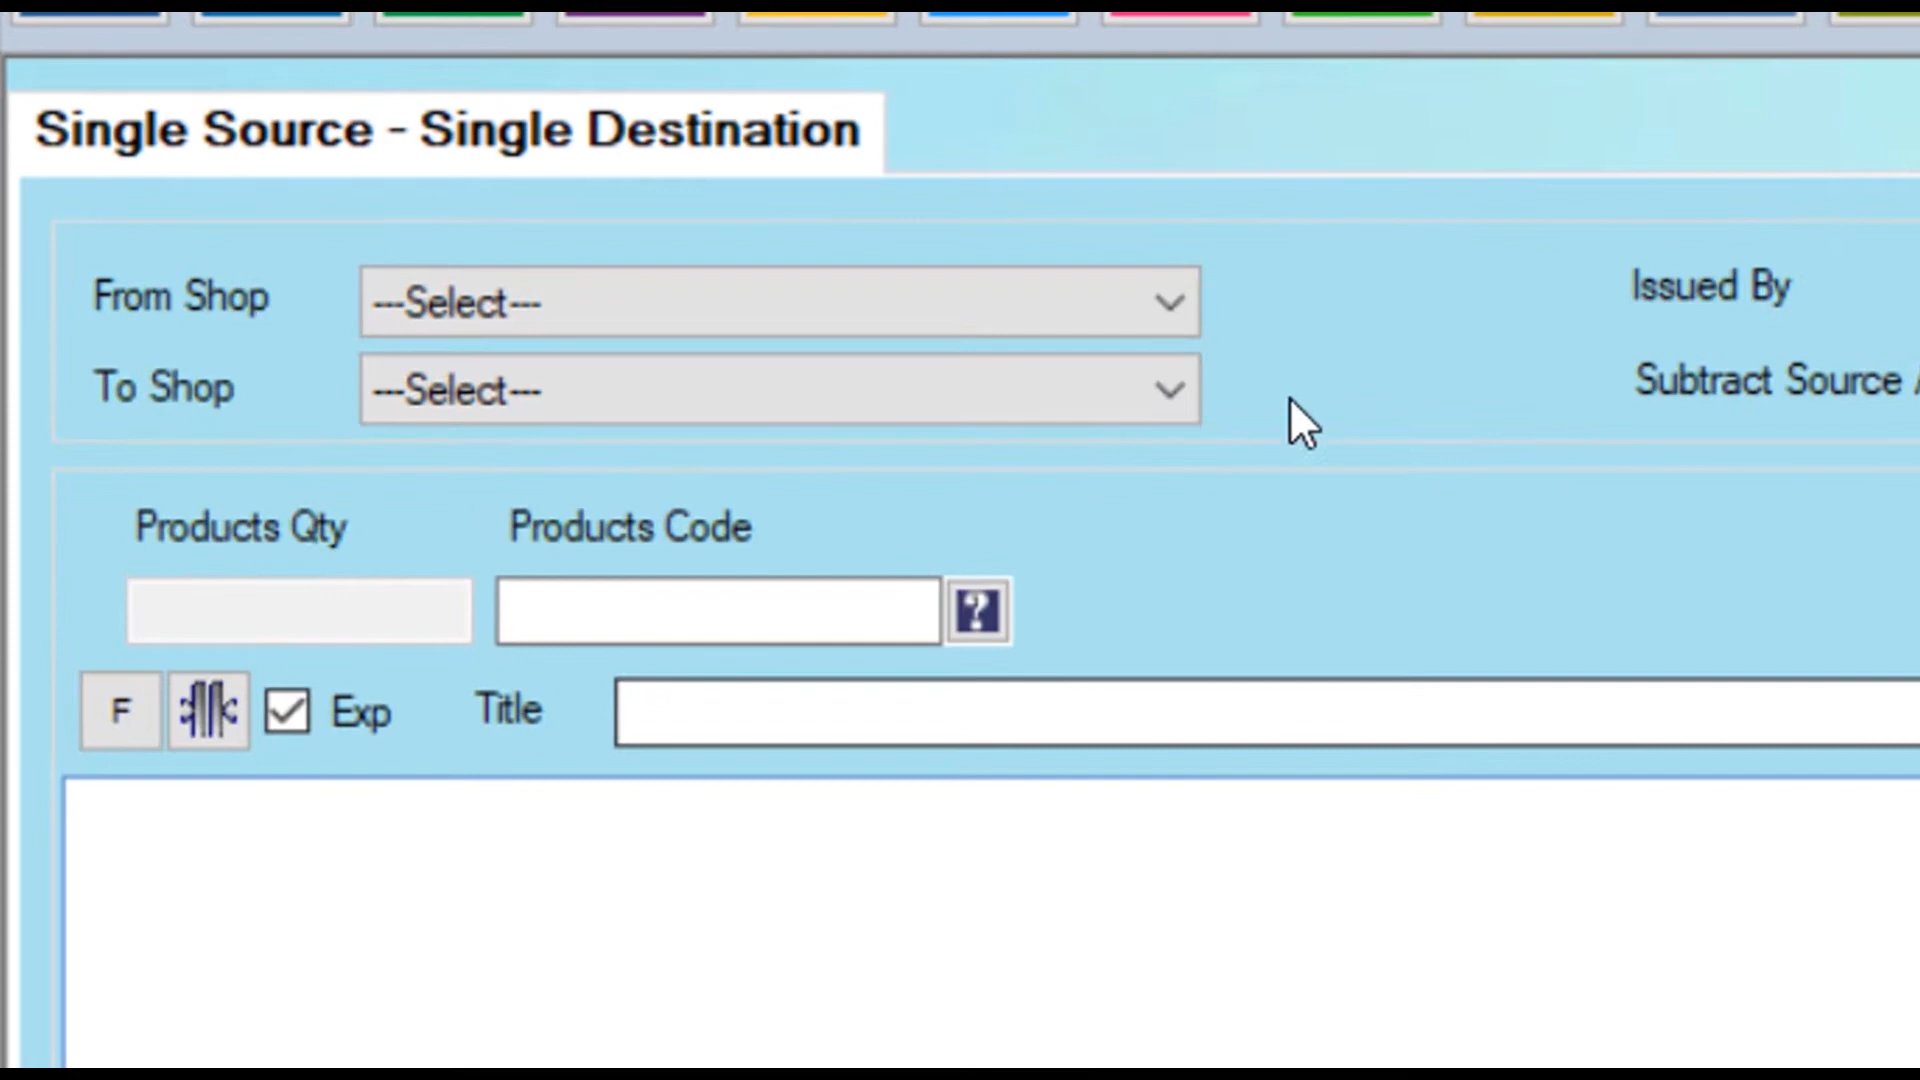 Single Source - Single Destination
From Shop ---Select--- Issued By
To Shop ---Select--- Subtract Source
Products Qty Products Code
?
F Exp Title